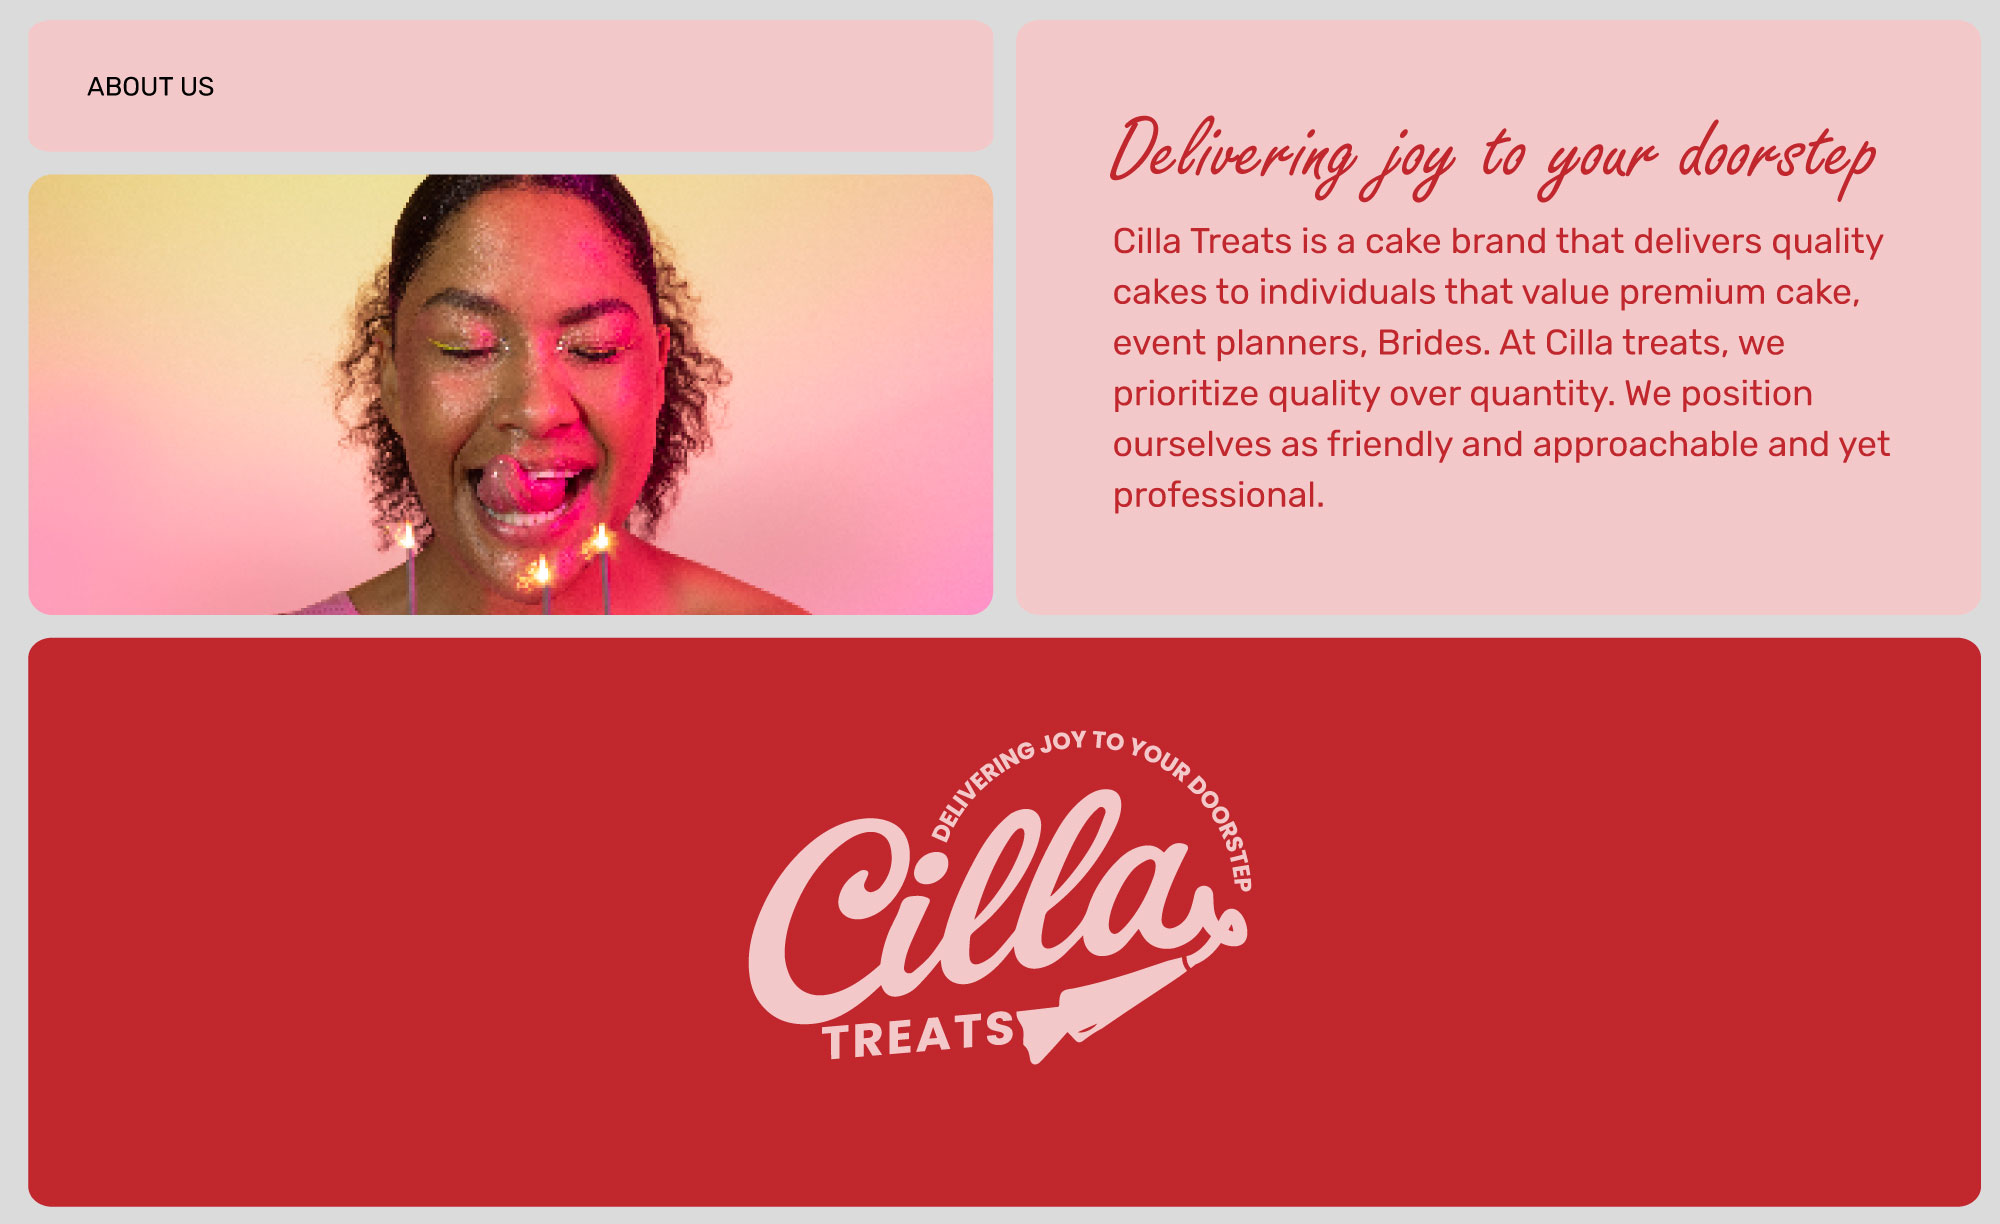 ABOUT US
Delivering joy to your doorstep
Cilla Treats is a cake brand that delivers quality
cakes to individuals that value premium cake,
event planners, Brides. At Cilla treats, we
prioritize quality over quantity. We position
ourselves as friendly and approachable and yet
professional.
DELIVERING JOY TO YOUR DOORSTEP
Cilla
TREATS